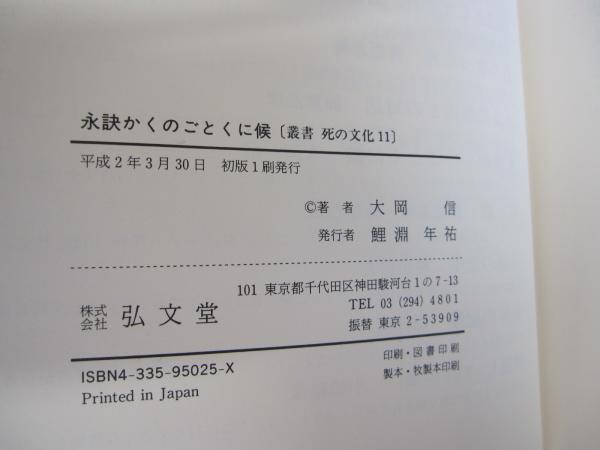 永訣かくのごとくに候〔叢書 死の文化11〕
平成2年3月30日 初版1刷発行
©著 者 大岡 信
発行者 鯉淵 年祐
株式会社 弘文堂
101 東京都千代田区神田駿河台1の7-13
TEL 03(294)4801
振替 東京 2-53909
ISBN4-335-95025-X
Printed in Japan
印刷・図書印刷
製本・牧製本印刷